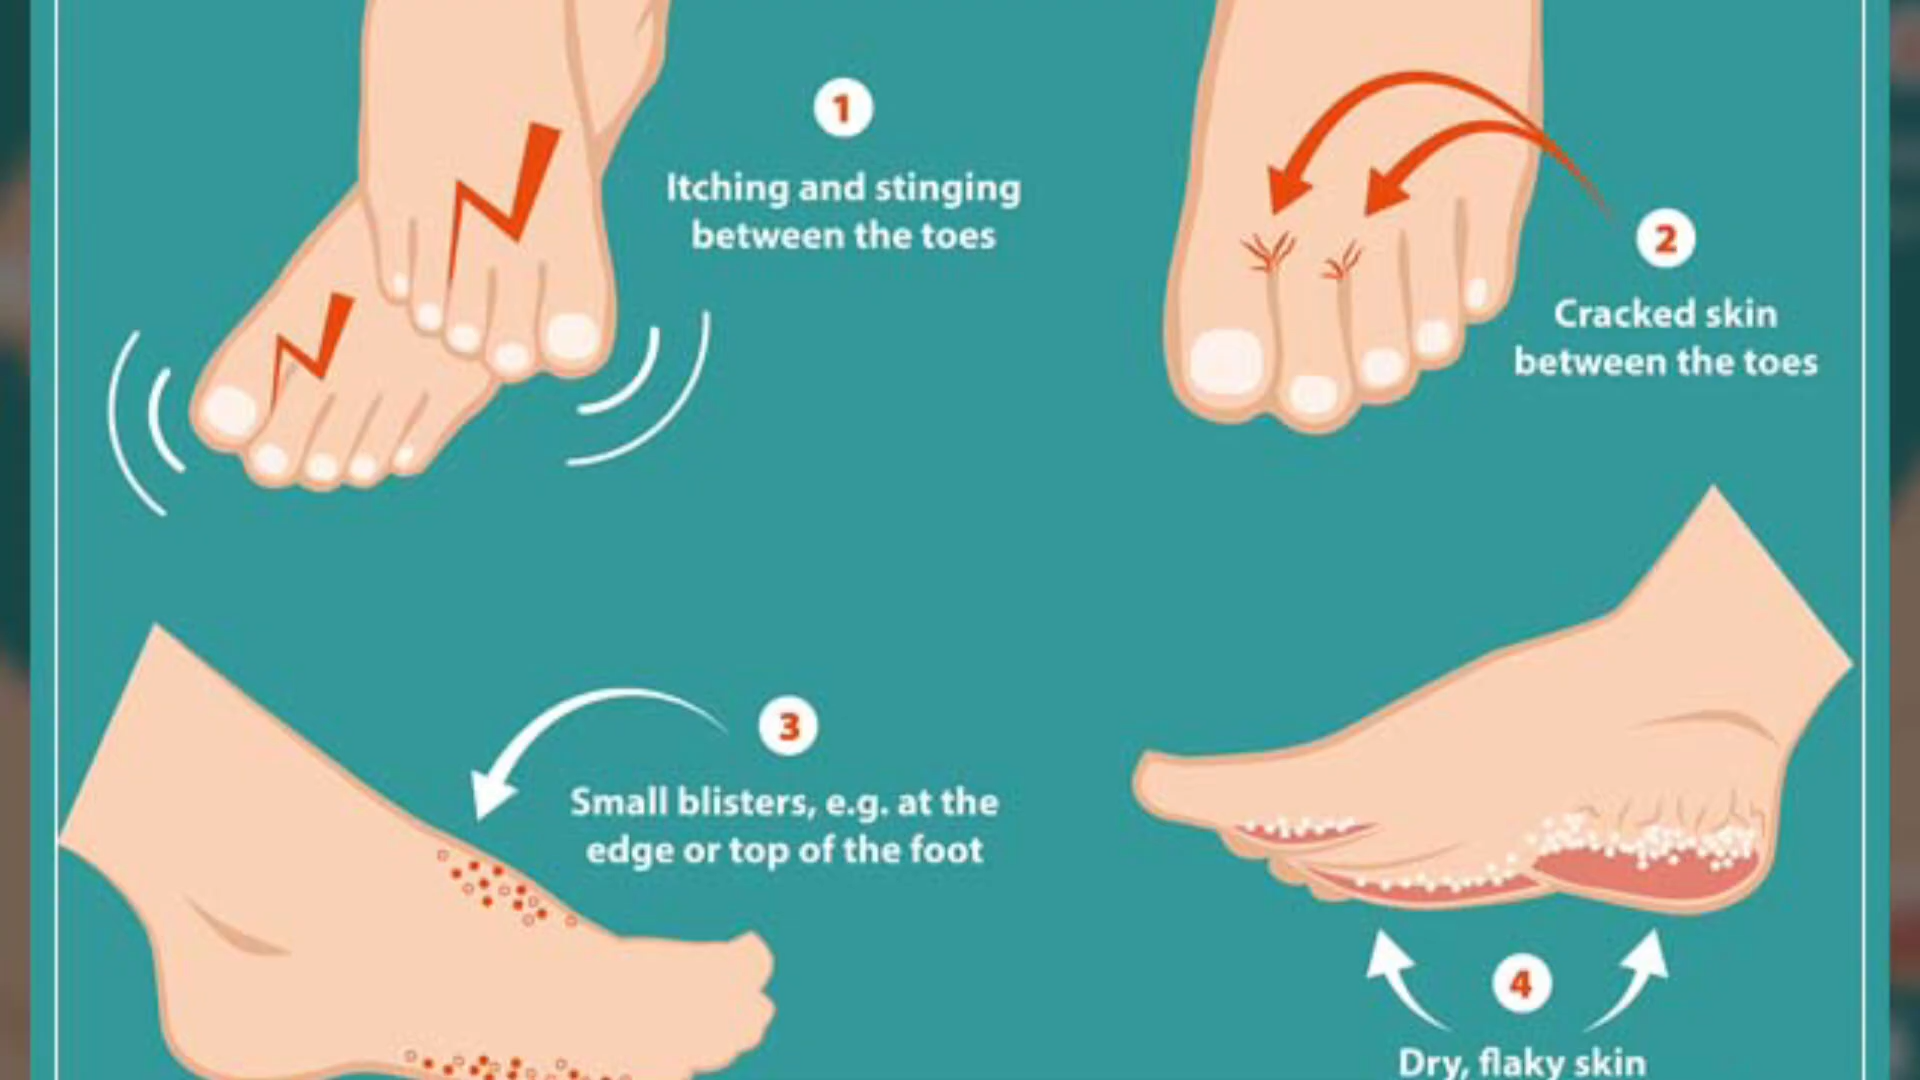 1
Itching and stinging
between the toes
2
Cracked skin
between the toes
3
Small blisters, e.g. at the
edge or top of the foot
4
Dry, flaky skin